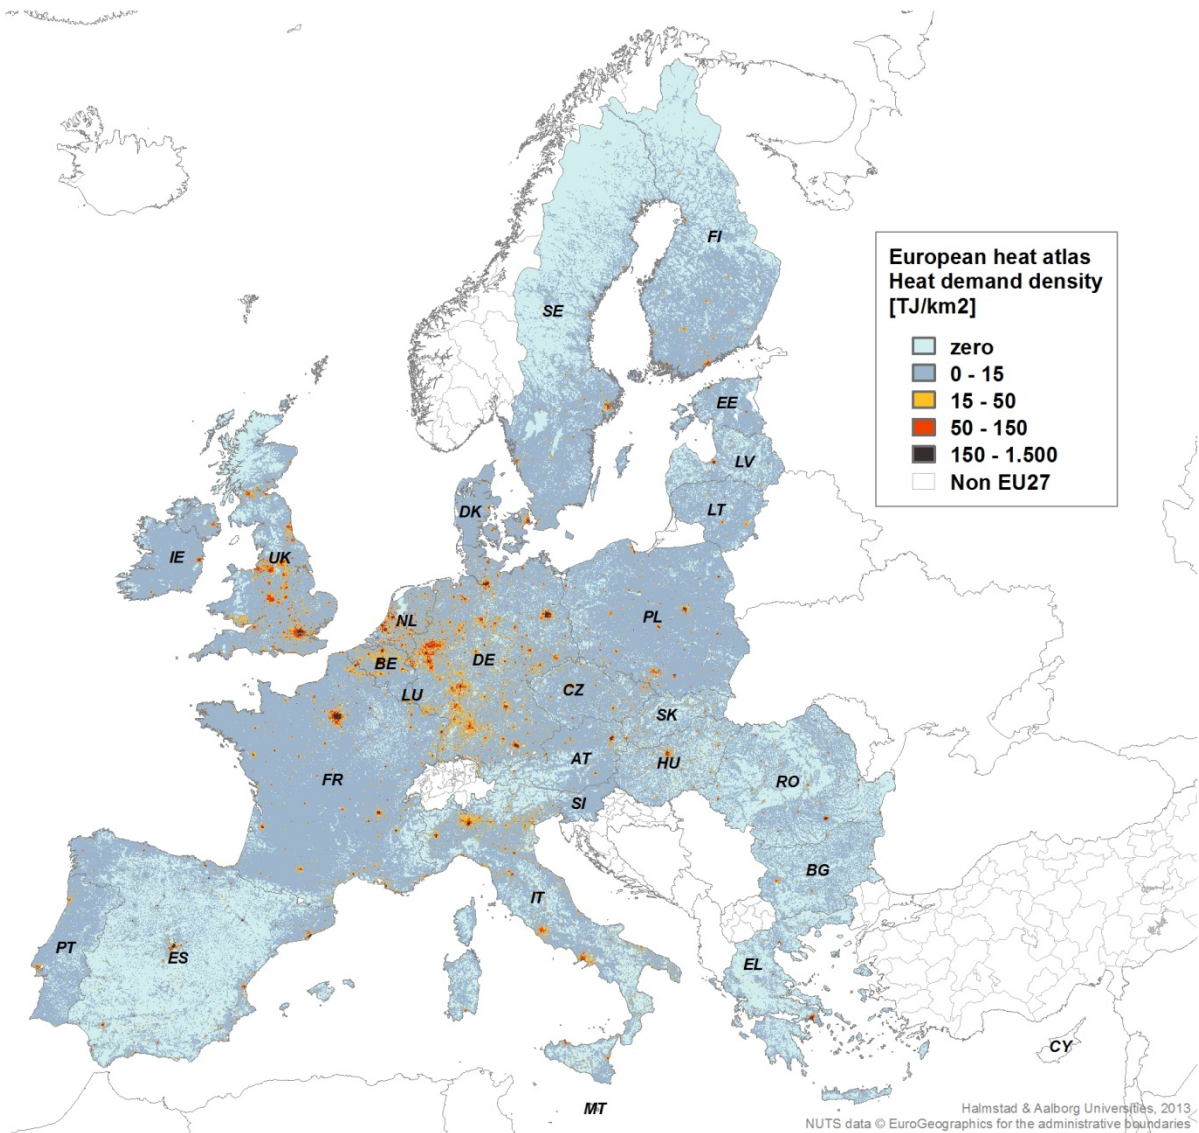 FI
SE
European heat atlas
Heat demand density
[TJ/km2]
zero
0 - 15
15 - 50
50 - 150
150 - 1.500
Non EU27
EE
LV
LT
DK
IE
UK
NL
PL
BE
DE
LU
CZ
SK
AT
HU
FR
RO
SI
BG
IT
PT
ES
EL
CY
MT
Halmstad & Aalborg Universities, 2013
NUTS data © EuroGeographics for the administrative boundaries